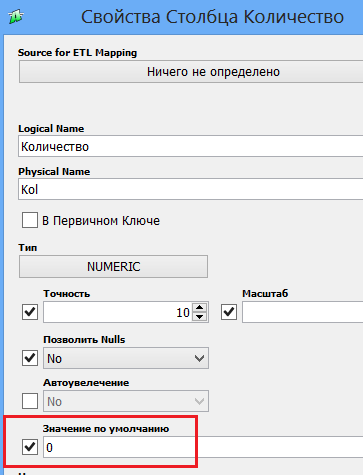 Свойства Столбца Количество
Source for ETL Mapping
Ничего не определено
Logical Name
Количество
Physical Name
Kol
В Первичном Ключе
Тип
NUMERIC
Точность Масштаб
10
Позволить Nulls
No
Автоувелечение
No
Значение по умолчанию
0